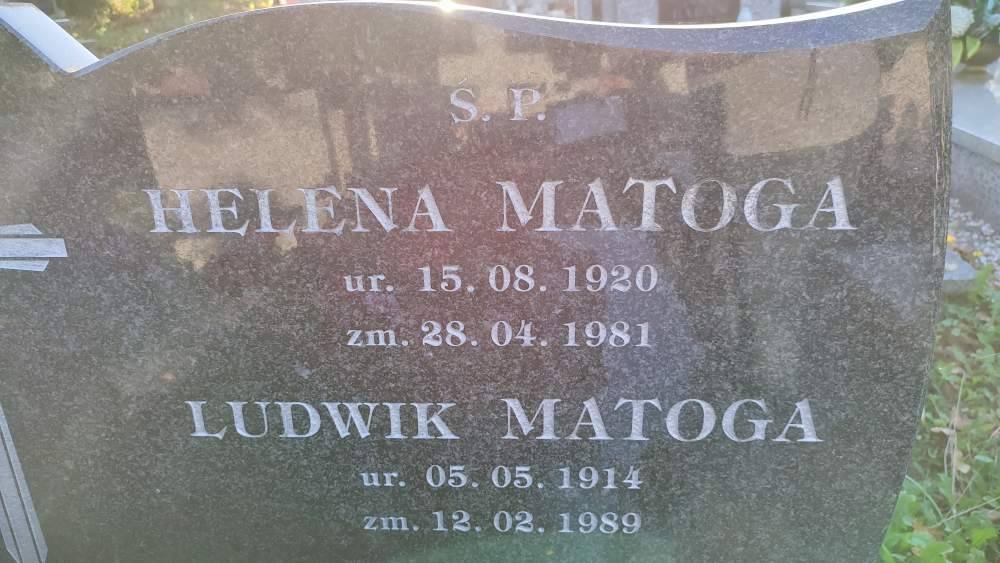 Ś. P.
HELENA MATOGA
ur. 15. 08. 1920
zm. 28. 04. 1981
LUDWIK MATOGA
ur. 05. 05. 1914
zm. 12. 02. 1989